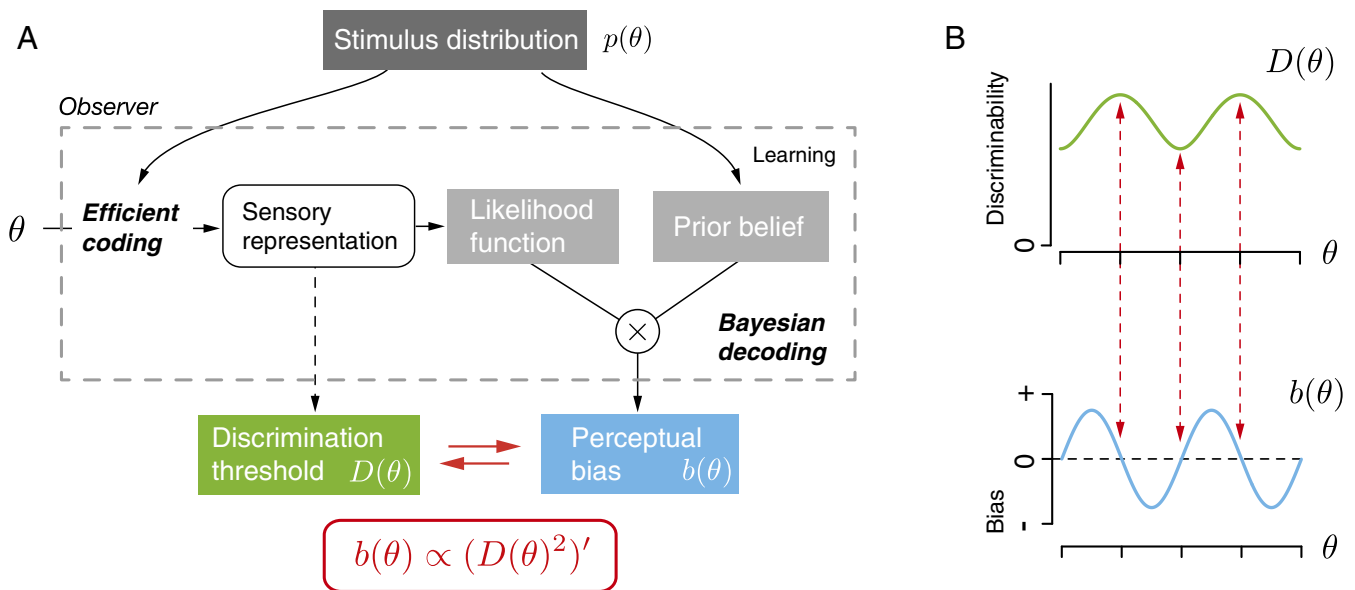 A
Stimulus distribution p(θ)
Observer
Learning
θ
Efficient
coding
Sensory
representation
Likelihood
function
Prior belief
×
Bayesian
decoding
Discrimination
threshold D(θ)
Perceptual
bias b(θ)
b(θ) ∝ (D(θ)²)′
B
D(θ)
Discriminability
0
θ
b(θ)
Bias
+
0
-
θ